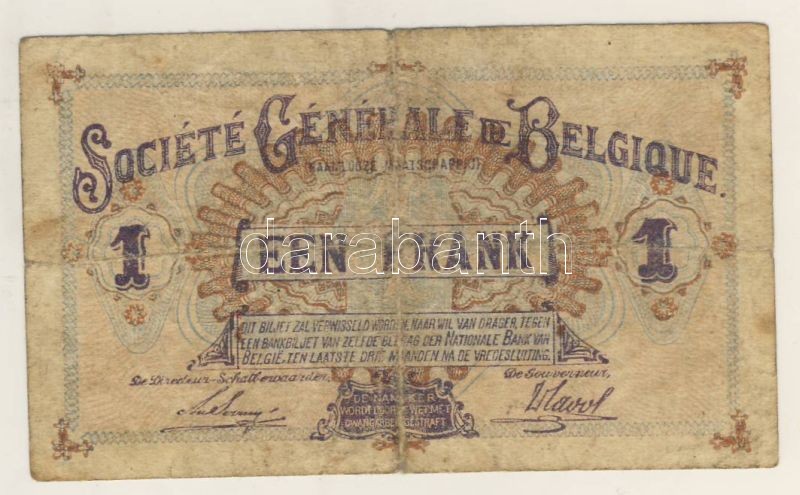 SOCIÉTÉ GÉNÉRALE DE BELGIQUE.
NAAMLOOZE MAATSCHAPPIJ
1 EEN FRANK 1
darabanth
DIT BILJET ZAL VERWISSELD WORDEN, NAAR WIL VAN DRAGER, TEGEN
EEN BANKBILJET VAN ZELFDE BEDRAG DER NATIONALE BANK VAN
BELGIË, TEN LAATSTE DRIE MAANDEN NA DE VREDESLUITING.
De Directeur-Schatbewaarder,
De Gouverneur,
DE NAMAKER
WORDT DOOR DE WET MET
DWANGARBEID GESTRAFT